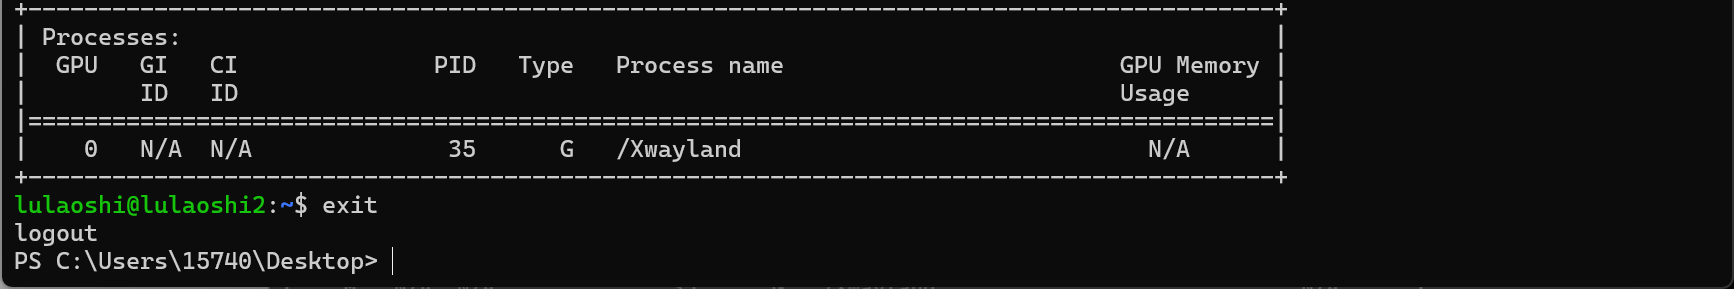 +-----------------------------------------------------------------------------------------+
| Processes:                                                                              |
|  GPU   GI   CI              PID   Type   Process name                        GPU Memory |
|        ID   ID                                                               Usage      |
|=========================================================================================|
|    0   N/A  N/A              35      G   /Xwayland                             N/A      |
+-----------------------------------------------------------------------------------------+
lulaoshi@lulaoshi2:~$ exit
logout
PS C:\Users\15740\Desktop>